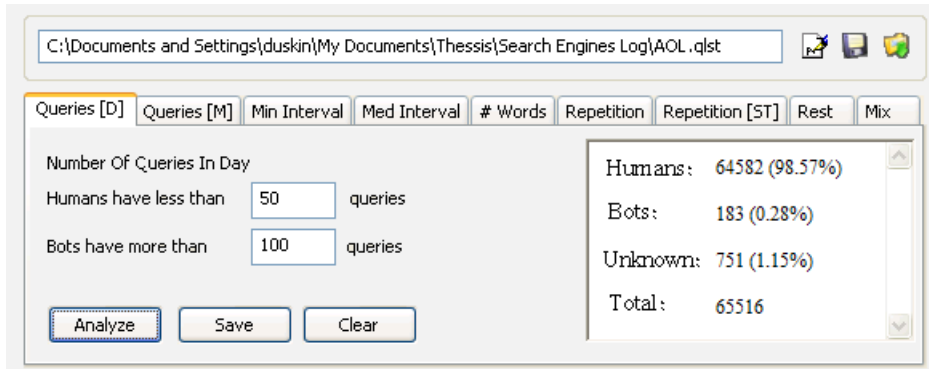 C:\Documents and Settings\duskin\My Documents\Thessis\Search Engines Log\AOL.qlst
Queries [D] Queries [M] Min Interval Med Interval # Words Repetition Repetition [ST] Rest Mix
Number Of Queries In Day
Humans have less than 50 queries
Bots have more than 100 queries
Analyze Save Clear
Humans: 64582 (98.57%)
Bots: 183 (0.28%)
Unknown: 751 (1.15%)
Total: 65516